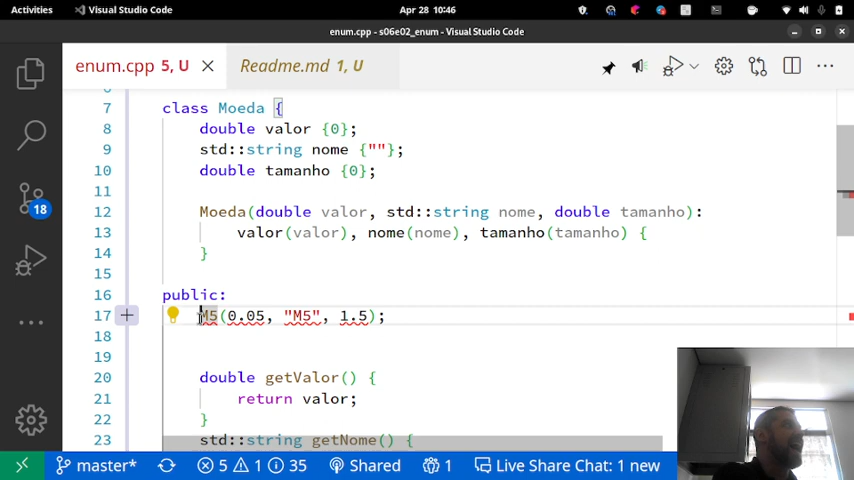 Activities Visual Studio Code Apr 28 10:46
enum.cpp - s06e02_enum - Visual Studio Code
enum.cpp 5, U Readme.md 1, U
6
7 class Moeda {
8 double valor {0};
9 std::string nome {""};
10 double tamanho {0};
11
12 Moeda(double valor, std::string nome, double tamanho):
13 valor(valor), nome(nome), tamanho(tamanho) {
14 }
15
16 public:
17 M5(0.05, "M5", 1.5);
18
19
20 double getValor() {
21 return valor;
22 }
23 std::string getNome() {
18
master* 5 1 35 Shared 1 Live Share Chat: 1 new